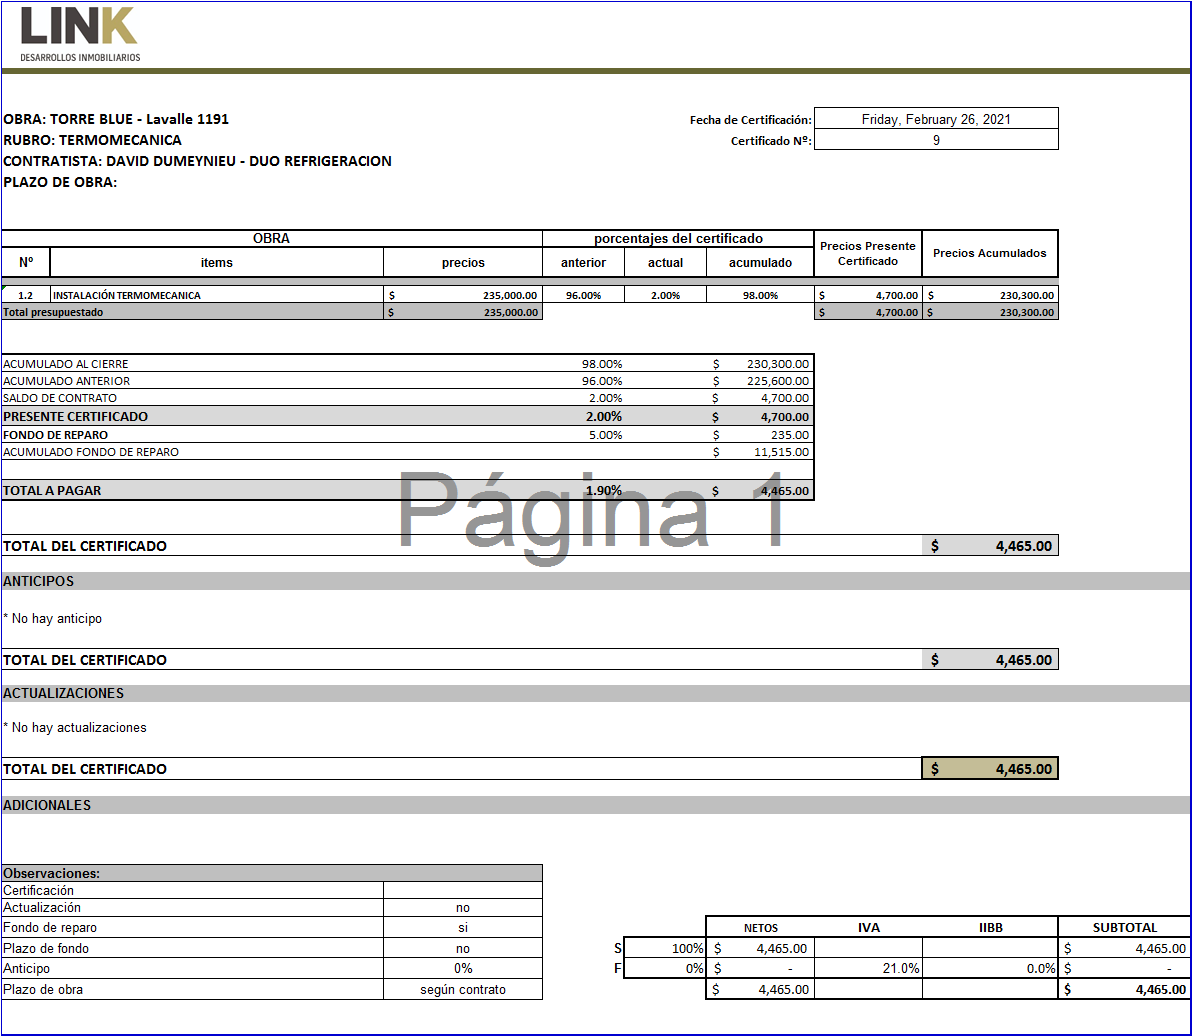 LINK
DESARROLLOS INMOBILIARIOS
OBRA: TORRE BLUE - Lavalle 1191
Fecha de Certificación: Friday, February 26, 2021
RUBRO: TERMOMECANICA
Certificado Nº: 9
CONTRATISTA: DAVID DUMEYNIEU - DUO REFRIGERACION
PLAZO DE OBRA:
OBRA porcentajes del certificado Precios Presente Certificado Precios Acumulados
Nº items precios anterior actual acumulado
1.2 INSTALACIÓN TERMOMECANICA $ 235,000.00 96.00% 2.00% 98.00% $ 4,700.00 $ 230,300.00
Total presupuestado $ 235,000.00 $ 4,700.00 $ 230,300.00
ACUMULADO AL CIERRE 98.00% $ 230,300.00
ACUMULADO ANTERIOR 96.00% $ 225,600.00
SALDO DE CONTRATO 2.00% $ 4,700.00
PRESENTE CERTIFICADO 2.00% $ 4,700.00
FONDO DE REPARO 5.00% $ 235.00
ACUMULADO FONDO DE REPARO $ 11,515.00
TOTAL A PAGAR 1.90% $ 4,465.00
Página 1
TOTAL DEL CERTIFICADO $ 4,465.00
ANTICIPOS
* No hay anticipo
TOTAL DEL CERTIFICADO $ 4,465.00
ACTUALIZACIONES
* No hay actualizaciones
TOTAL DEL CERTIFICADO $ 4,465.00
ADICIONALES
Observaciones:
Certificación
Actualización no
Fondo de reparo si
Plazo de fondo no
Anticipo 0%
Plazo de obra según contrato
NETOS IVA IIBB SUBTOTAL
S 100% $ 4,465.00 $ 4,465.00
F 0% $ - 21.0% 0.0% $ -
$ 4,465.00 $ 4,465.00